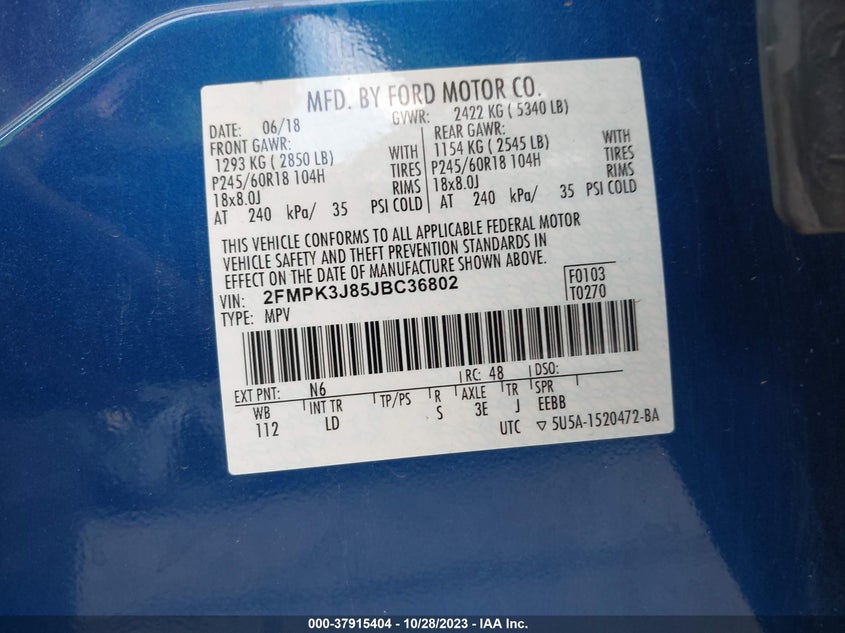 MFD. BY FORD MOTOR CO.
DATE: 06/18 GVWR: 2422 KG ( 5340 LB)
FRONT GAWR: REAR GAWR:
1293 KG ( 2850 LB) WITH 1154 KG ( 2545 LB) WITH
P245/60R18 104H TIRES P245/60R18 104H TIRES
18x8.0J RIMS 18x8.0J RIMS
AT 240 kPa/ 35 PSI COLD AT 240 kPa/ 35 PSI COLD
THIS VEHICLE CONFORMS TO ALL APPLICABLE FEDERAL MOTOR
VEHICLE SAFETY AND THEFT PREVENTION STANDARDS IN
EFFECT ON THE DATE OF MANUFACTURE SHOWN ABOVE.
VIN: 2FMPK3J85JBC36802 F0103
TYPE: MPV T0270
EXT PNT: N6 RC: 48 DSO:
WB INT TR TP/PS R AXLE TR SPR
112 LD S 3E J EEBB
UTC ▽ 5U5A-1520472-BA
000-37915404 - 10/28/2023 - IAA Inc.